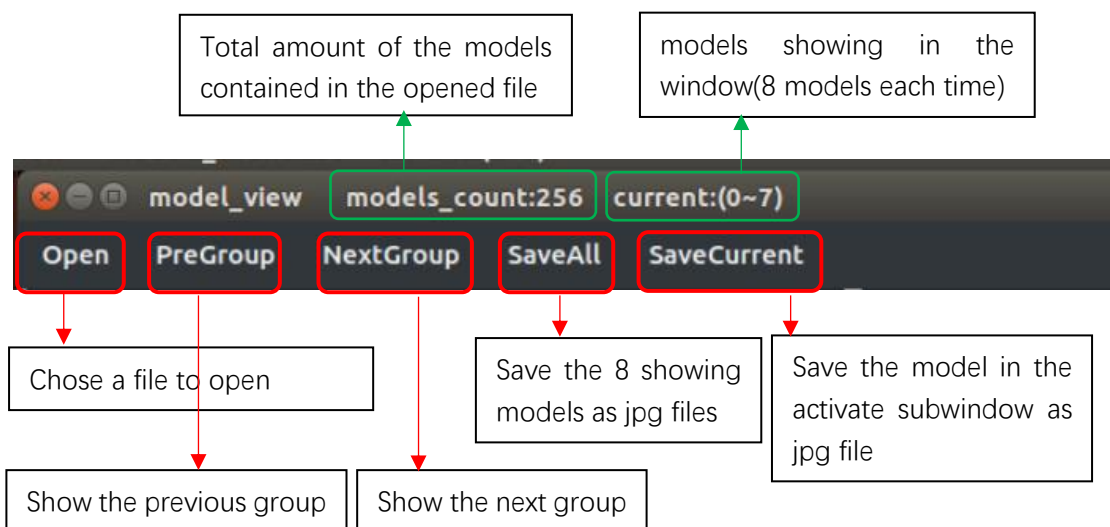 Total amount of the models
contained in the opened file
models showing in the
window(8 models each time)
model_view models_count:256 current:(0~7)
Open PreGroup NextGroup SaveAll SaveCurrent
Chose a file to open
Save the 8 showing
models as jpg files
Save the model in the
activate subwindow as
jpg file
Show the previous group
Show the next group